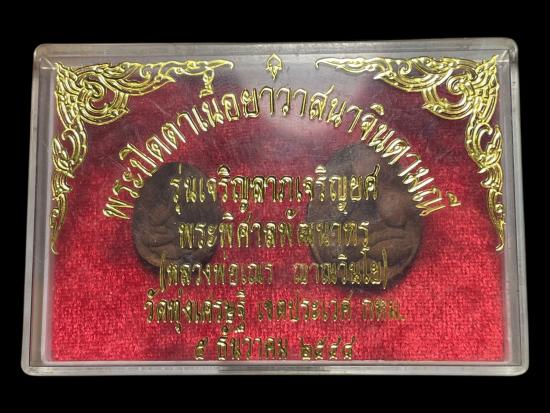 พระปิดตาเนื้อยาวาสนาจินดามณี
รุ่นเจริญลาภเจริญยศ
พระพิศาลพัฒนาทร
(หลวงพ่อเณร ญาณวินโย)
วัดทุ่งเศรษฐี เขตประเวศ กทม.
๕ ธันวาคม ๒๕๔๔